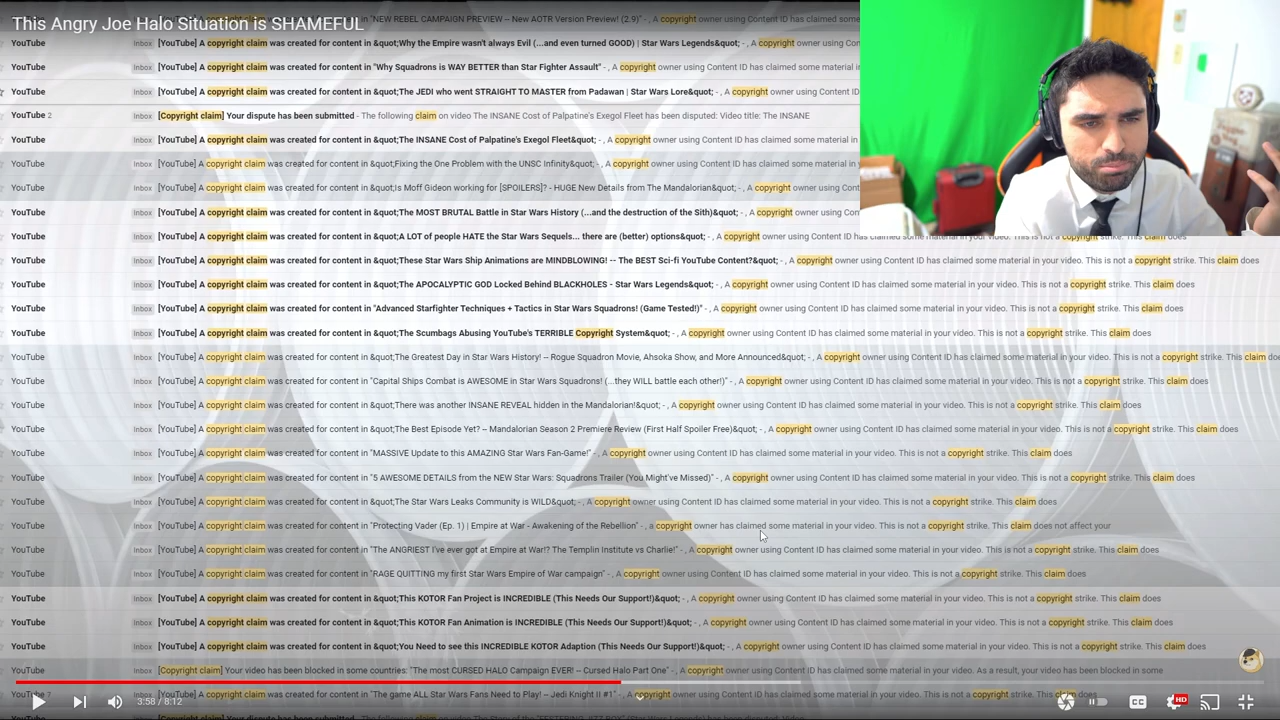 This Angry Joe Halo Situation is SHAMEFUL
"NEW REBEL CAMPAIGN PREVIEW -- New AOTR Version Preview! (2.9)" - , A copyright owner using Content ID has claimed some material in your
YouTube Inbox [YouTube] A copyright claim was created for content in &quot;Why the Empire wasn't always Evil (...and even turned GOOD) | Star Wars Legends&quot; - , A copyright owner using Con
YouTube Inbox [YouTube] A copyright claim was created for content in "Why Squadrons is WAY BETTER than Star Fighter Assault" - , A copyright owner using Content ID has claimed some material in
YouTube Inbox [YouTube] A copyright claim was created for content in &quot;The JEDI who went STRAIGHT TO MASTER from Padawan | Star Wars Lore&quot; - , A copyright owner using Conten
YouTube 2 Inbox [Copyright claim] Your dispute has been submitted - The following claim on video The INSANE Cost of Palpatine's Exegol Fleet has been disputed: Video title: The INSANE
YouTube Inbox [YouTube] A copyright claim was created for content in &quot;The INSANE Cost of Palpatine's Exegol Fleet&quot; - , A copyright owner using Content ID has claimed some material in
YouTube Inbox [YouTube] A copyright claim was created for content in &quot;Fixing the One Problem with the UNSC Infinity&quot; - , A copyright owner using Content ID has claimed some material in y
YouTube Inbox [YouTube] A copyright claim was created for content in &quot;Is Moff Gideon working for [SPOILERS]? - HUGE New Details from The Mandalorian&quot; - , A copyright owner using Con
YouTube Inbox [YouTube] A copyright claim was created for content in &quot;The MOST BRUTAL Battle in Star Wars History (...and the destruction of the Sith)&quot; - , A copyright owner using Con
YouTube Inbox [YouTube] A copyright claim was created for content in &quot;A LOT of people HATE the Star Wars Sequels... there are (better) options&quot; - , A copyright owner using Content ID has claimed some material in your video. This is not a copyright strike. This claim does
YouTube Inbox [YouTube] A copyright claim was created for content in &quot;These Star Wars Ship Animations are MINDBLOWING! -- The BEST Sci-fi YouTube Content?&quot; - , A copyright owner using Content ID has claimed some material in your video. This is not a copyright strike. This claim does
YouTube Inbox [YouTube] A copyright claim was created for content in &quot;The APOCALYPTIC GOD Locked Behind BLACKHOLES - Star Wars Legends&quot; - , A copyright owner using Content ID has claimed some material in your video. This is not a copyright strike. This claim does
YouTube Inbox [YouTube] A copyright claim was created for content in "Advanced Starfighter Techniques + Tactics in Star Wars Squadrons! (Game Tested!)" - , A copyright owner using Content ID has claimed some material in your video. This is not a copyright strike. This claim does
YouTube Inbox [YouTube] A copyright claim was created for content in &quot;The Scumbags Abusing YouTube's TERRIBLE Copyright System&quot; - , A copyright owner using Content ID has claimed some material in your video. This is not a copyright strike. This claim does
YouTube Inbox [YouTube] A copyright claim was created for content in &quot;The Greatest Day in Star Wars History! -- Rogue Squadron Movie, Ahsoka Show, and More Announced&quot; - , A copyright owner using Content ID has claimed some material in your video. This is not a copyright strike. This claim does
YouTube Inbox [YouTube] A copyright claim was created for content in "Capital Ships Combat is AWESOME in Star Wars Squadrons! (...they WILL battle each other!)" - , A copyright owner using Content ID has claimed some material in your video. This is not a copyright strike. This claim does
YouTube Inbox [YouTube] A copyright claim was created for content in &quot;There was another INSANE REVEAL hidden in the Mandalorian!&quot; - , A copyright owner using Content ID has claimed some material in your video. This is not a copyright strike. This claim does
YouTube Inbox [YouTube] A copyright claim was created for content in &quot;The Best Episode Yet? -- Mandalorian Season 2 Premiere Review (First Half Spoiler Free)&quot; - , A copyright owner using Content ID has claimed some material in your video. This is not a copyright strike. This claim does
YouTube Inbox [YouTube] A copyright claim was created for content in "MASSIVE Update to this AMAZING Star Wars Fan-Game!" - , A copyright owner using Content ID has claimed some material in your video. This is not a copyright strike. This claim does
YouTube Inbox [YouTube] A copyright claim was created for content in "5 AWESOME DETAILS from the NEW Star Wars: Squadrons Trailer (You Might've Missed)" - , A copyright owner using Content ID has claimed some material in your video. This is not a copyright strike. This claim does
YouTube Inbox [YouTube] A copyright claim was created for content in &quot;The Star Wars Leaks Community is WILD&quot; - , A copyright owner using Content ID has claimed some material in your video. This is not a copyright strike. This claim does
YouTube Inbox [YouTube] A copyright claim was created for content in "Protecting Vader (Ep. 1) | Empire at War - Awakening of the Rebellion" - , a copyright owner has claimed some material in your video. This is not a copyright strike. This claim does not affect your
YouTube Inbox [YouTube] A copyright claim was created for content in "The ANGRIEST I've ever got at Empire at War!? The Templin Institute vs Charlie!" - , A copyright owner using Content ID has claimed some material in your video. This is not a copyright strike. This claim does
YouTube Inbox [YouTube] A copyright claim was created for content in "RAGE QUITTING my first Star Wars Empire of War campaign" - , A copyright owner using Content ID has claimed some material in your video. This is not a copyright strike. This claim does
YouTube Inbox [YouTube] A copyright claim was created for content in &quot;This KOTOR Fan Project is INCREDIBLE (This Needs Our Support!)&quot; - , A copyright owner using Content ID has claimed some material in your video. This is not a copyright strike. This claim does
YouTube Inbox [YouTube] A copyright claim was created for content in &quot;This KOTOR Fan Animation is INCREDIBLE (This Needs Our Support!)&quot; - , A copyright owner using Content ID has claimed some material in your video. This is not a copyright strike. This claim does
YouTube Inbox [YouTube] A copyright claim was created for content in &quot;You Need to see this INCREDIBLE KOTOR Adaption (This Needs Our Support!)&quot; - , A copyright owner using Content ID has claimed some material in your video. This is not a copyright strike. This claim does
YouTube Inbox [Copyright claim] Your video has been blocked in some countries: "The most CURSED HALO Campaign EVER! -- Cursed Halo Part One" - , A copyright owner using Content ID has claimed some material in your video. As a result, your video has been blocked in some
YouTube 7 Inbox [YouTube] A copyright claim was created for content in "The game ALL Star Wars Fans Need to Play! -- Jedi Knight II #1" - , A copyright owner using Content ID has claimed some material in your video. This is not a copyright strike. This claim does
3:58 / 8:12
CC
HD